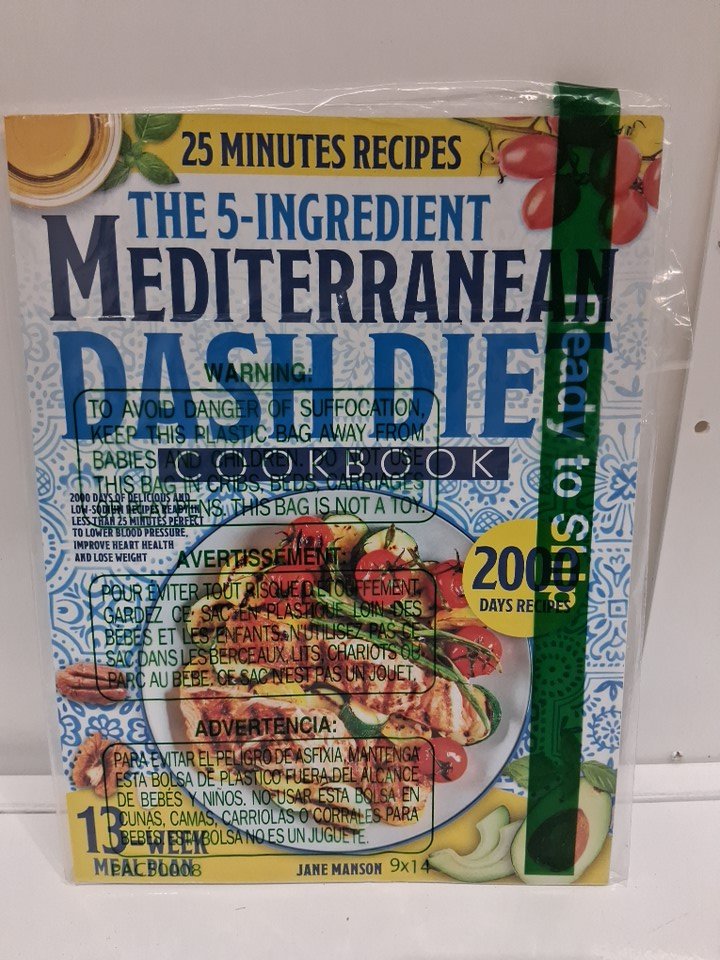 25 MINUTES RECIPES
THE 5-INGREDIENT
MEDITERRANEAN
DASH DIET
COOKBOOK
2000 DAYS OF DELICIOUS AND
LOW-SODIUM RECIPES READY IN
LESS THAN 25 MINUTES PERFECT
TO LOWER BLOOD PRESSURE,
IMPROVE HEART HEALTH
AND LOSE WEIGHT
2000
DAYS RECIPES
13-WEEK
MEAL PLAN
JANE MANSON
WARNING:
TO AVOID DANGER OF SUFFOCATION,
KEEP THIS PLASTIC BAG AWAY FROM
BABIES AND CHILDREN. DO NOT USE
THIS BAG IN CRIBS, BEDS, CARRIAGES
THIS BAG IS NOT A TOY.
AVERTISSEMENT:
POUR ÉVITER TOUT RISQUE D'ÉTOUFFEMENT,
GARDEZ CE SAC EN PLASTIQUE LOIN DES
BEBÉS ET LES ENFANTS. N'UTILISEZ PAS CE
SAC DANS LES BERCEAUX, LITS, CHARIOTS OU
PARC AU BEBE. CE SAC N'EST PAS UN JOUET.
ADVERTENCIA:
PARA EVITAR EL PELIGRO DE ASFIXIA, MANTENGA
ESTA BOLSA DE PLASTICO FUERA DEL ALCANCE
DE BEBES Y NIÑOS. NO USAR ESTA BOLSA EN
CUNAS, CAMAS, CARRIOLAS O CORRALES PARA
BEBES. ESTA BOLSA NO ES UN JUGUETE.
9x14
Ready to